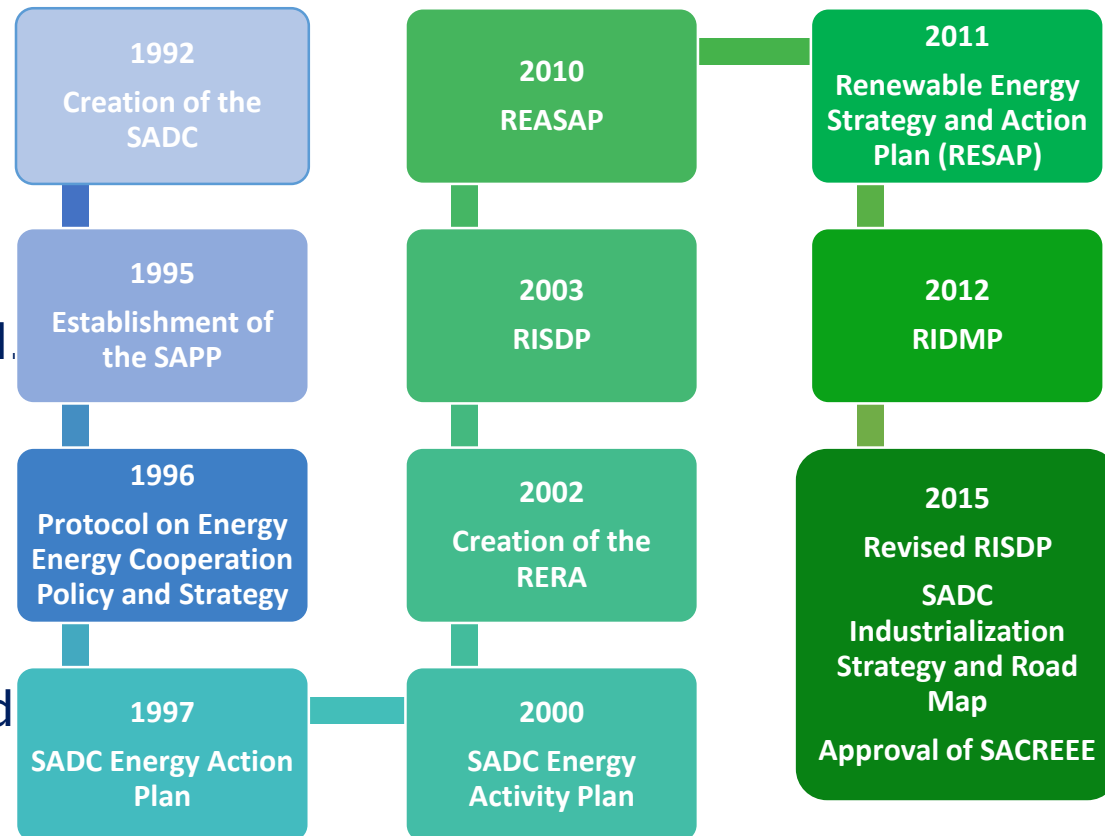 1992
Creation of the
SADC
1995
Establishment of
the SAPP
1996
Protocol on Energy
Energy Cooperation
Policy and Strategy
d
1997
SADC Energy Action
Plan
2000
SADC Energy
Activity Plan
2002
Creation of the
RERA
2003
RISDP
2010
REASAP
2011
Renewable Energy
Strategy and Action
Plan (RESAP)
2012
RIDMP
2015
Revised RISDP
SADC
Industrialization
Strategy and Road
Map
Approval of SACREEE